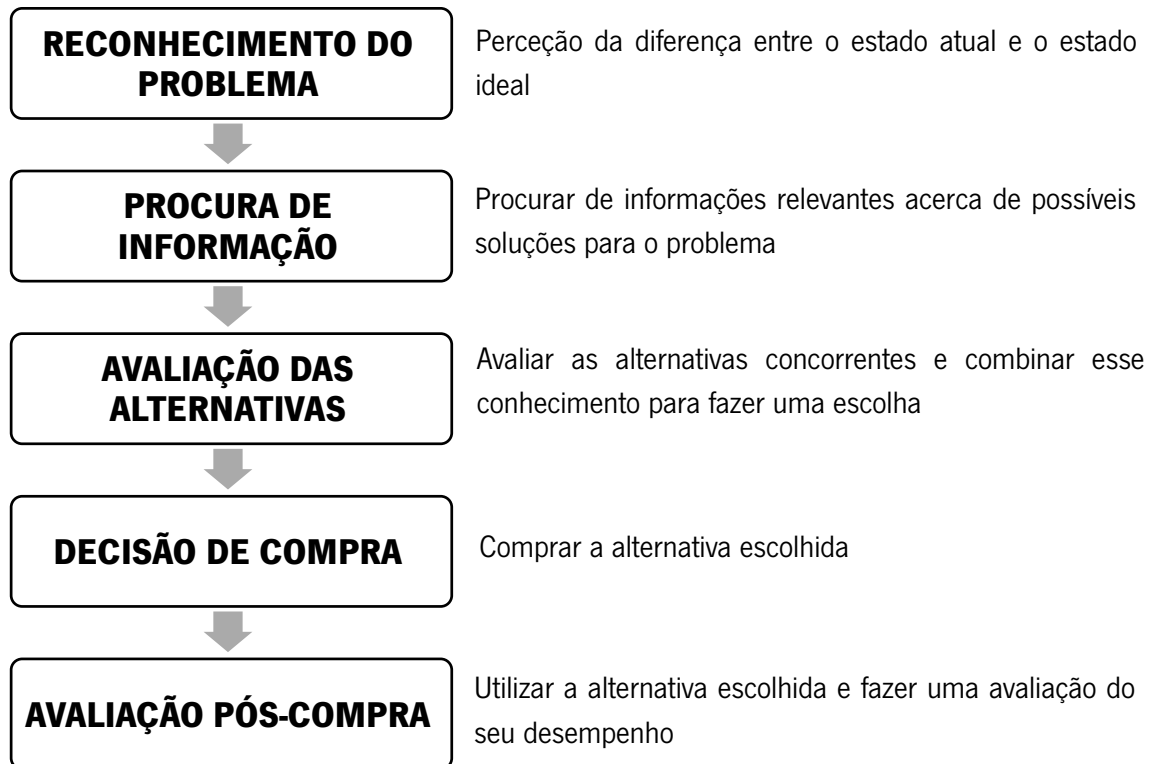 RECONHECIMENTO DO
PROBLEMA
Perceção da diferença entre o estado atual e o estado
ideal
PROCURA DE
INFORMAÇÃO
Procurar de informações relevantes acerca de possíveis
soluções para o problema
AVALIAÇÃO DAS
ALTERNATIVAS
Avaliar as alternativas concorrentes e combinar esse
conhecimento para fazer uma escolha
DECISÃO DE COMPRA
Comprar a alternativa escolhida
AVALIAÇÃO PÓS-COMPRA
Utilizar a alternativa escolhida e fazer uma avaliação do
seu desempenho